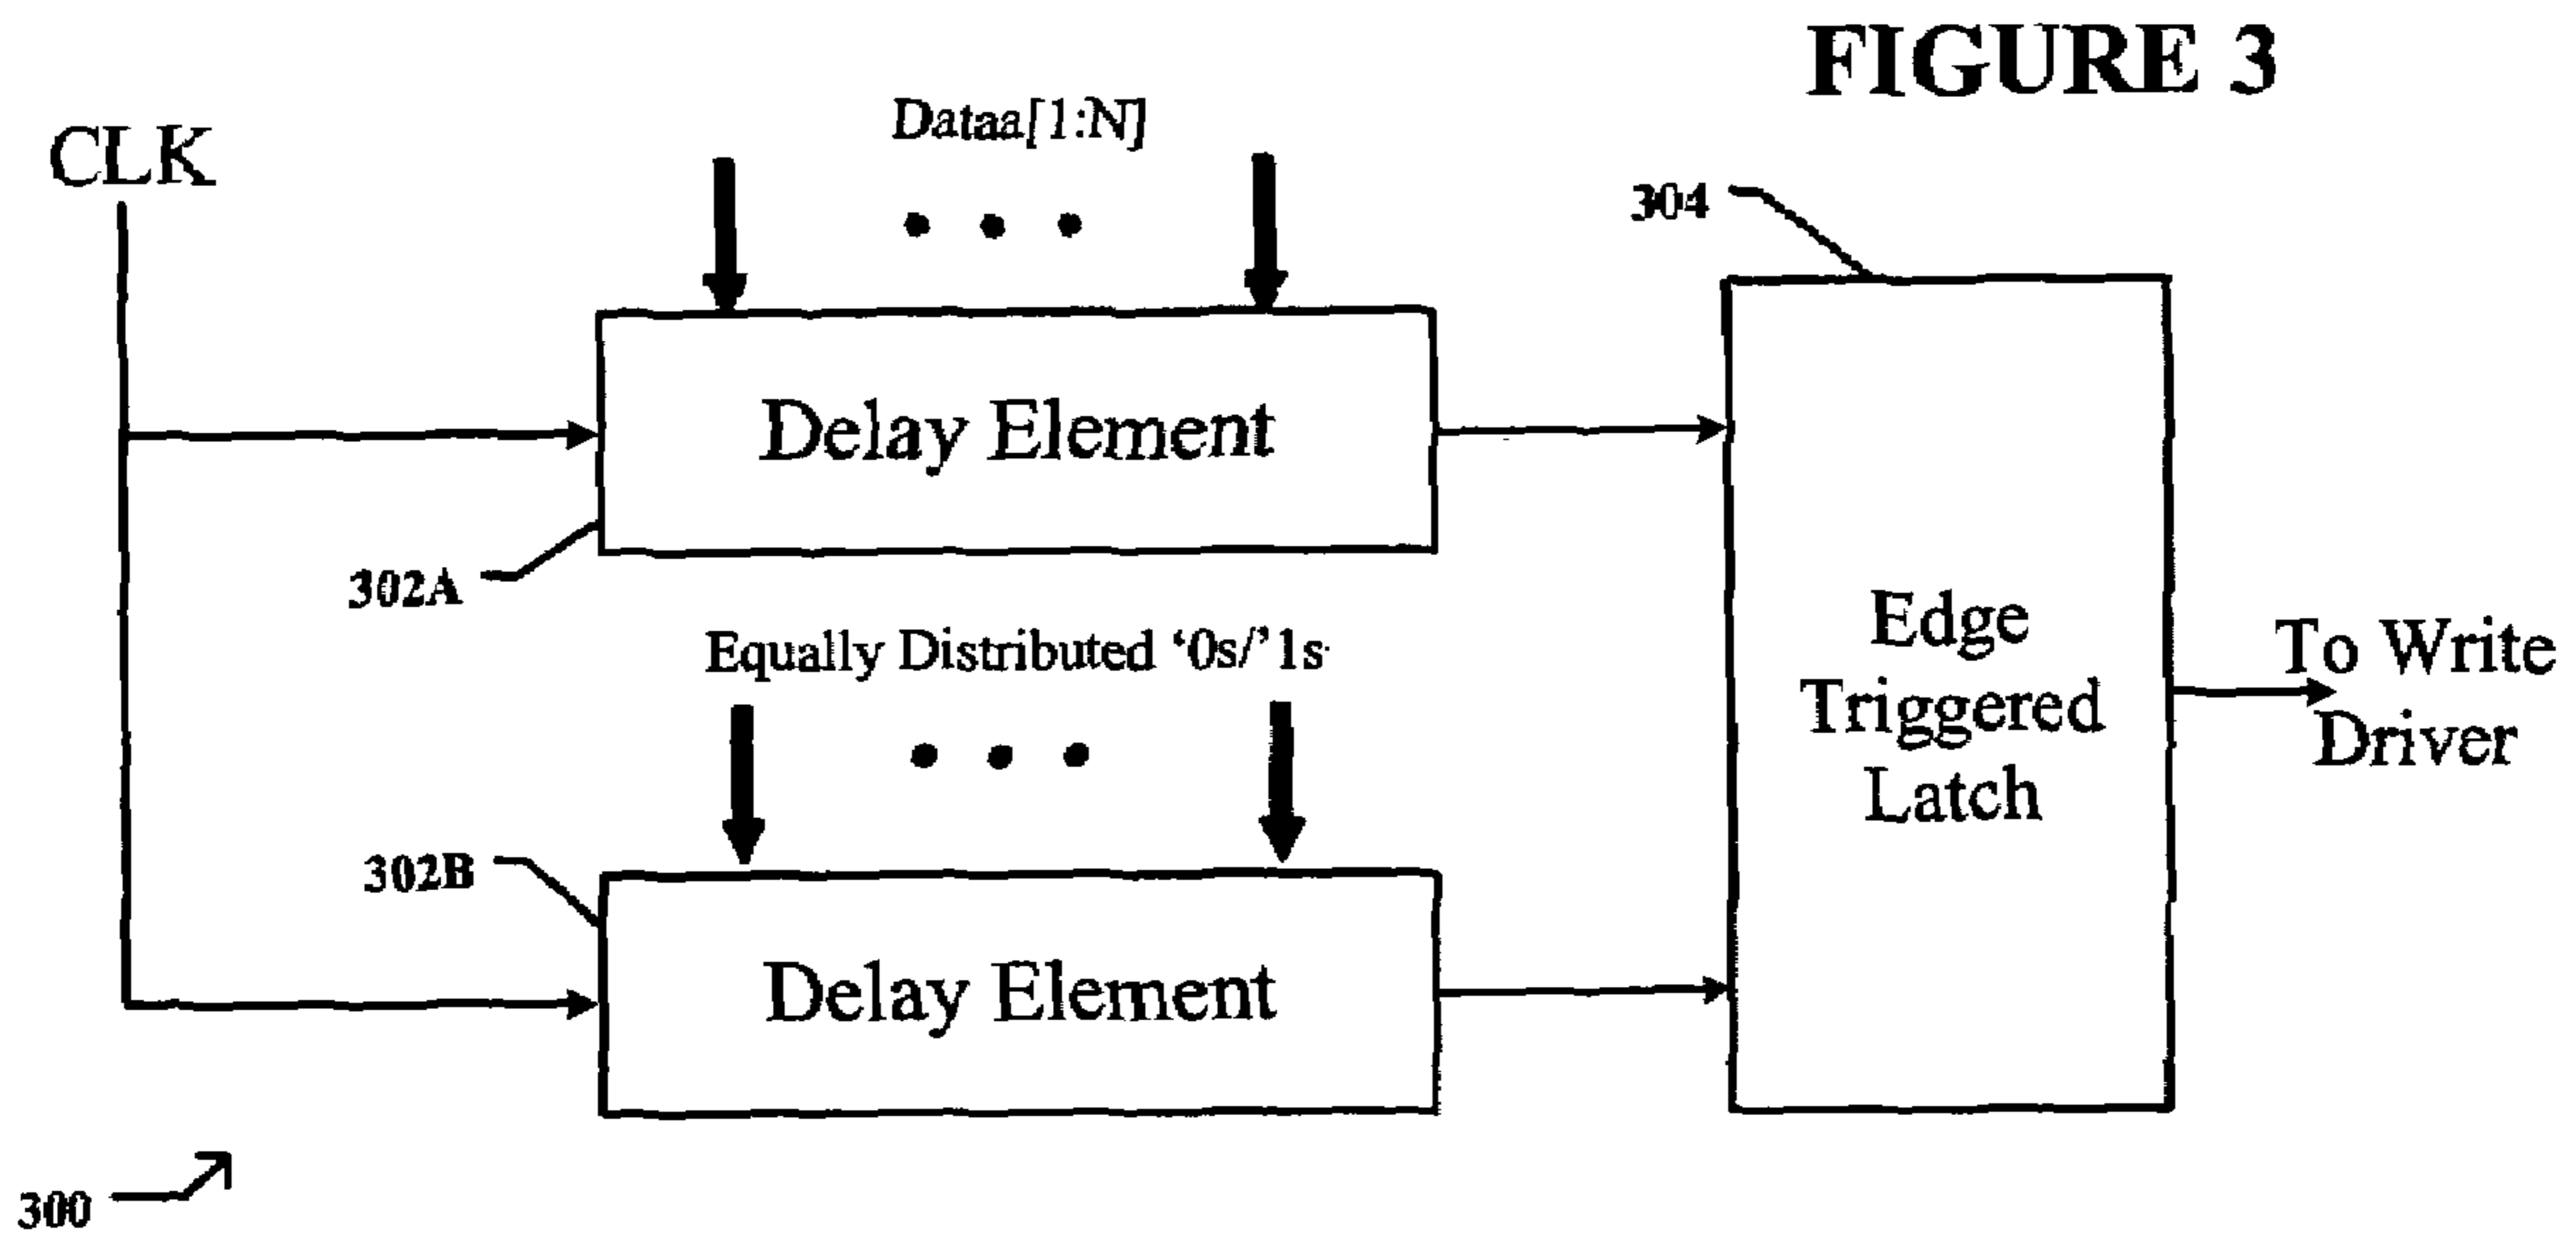 FIGURE 3
Dataa[1:N]
CLK
304
Delay Element
302A
Equally Distributed ‘0s/’1s
Edge
Triggered
Latch
To Write
Driver
302B
Delay Element
300